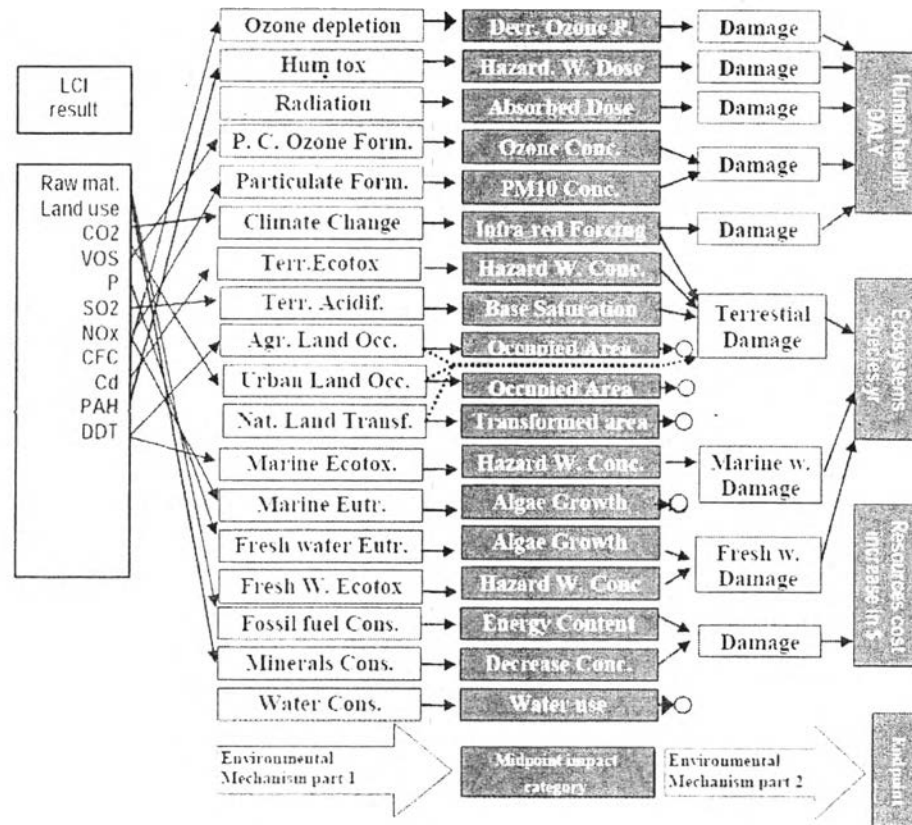 LCI
result
Raw mat.
Land use
CO2
VOS
P
SO2
NOx
CFC
Cd
PAH
DDT
Ozone depletion
Hum tox
Radiation
P. C. Ozone Form.
Particulate Form.
Climate Change
Terr.Ecotox
Terr. Acidif.
Agr. Land Occ.
Urban Land Occ.
Nat. Land Transf.
Marine Ecotox.
Marine Eutr.
Fresh water Eutr.
Fresh W. Ecotox
Fossil fuel Cons.
Minerals Cons.
Water Cons.
Decr. Ozone P.
Hazard. W. Dose
Absorbed Dose
Ozone Conc.
PM10 Conc.
Infra red Forcing
Hazard W. Conc.
Base Saturation
Occupied Area
Occupied Area
Transformed area
Hazard W. Conc.
Algae Growth
Algae Growth
Hazard W. Conc
Energy Content
Decrease Conc.
Water use
Damage
Damage
Damage
Damage
Damage
Terrestial
Damage
Marine w.
Damage
Fresh w.
Damage
Damage
Human health
DALY
Ecosystems
Resources cost
increase in $
Environmental
Mechanism part 1
Midpoint impact
category
Environmental
Mechanism part 2
Endpoint